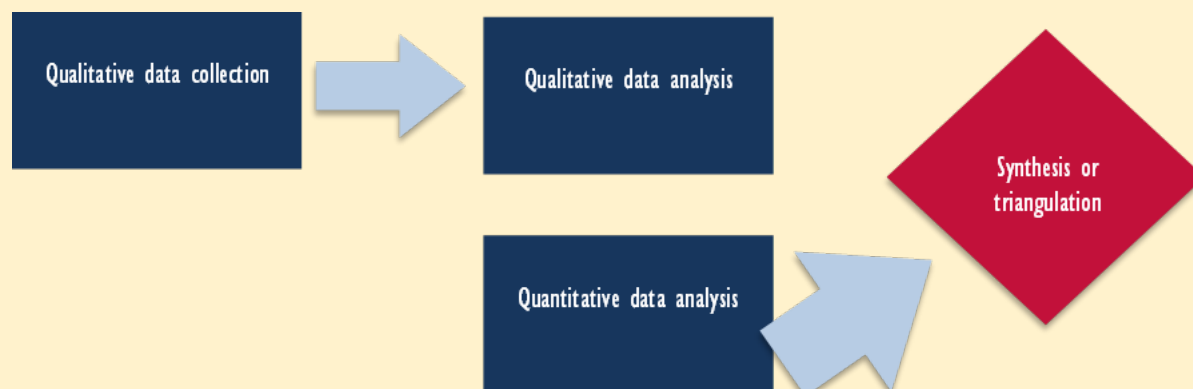 Qualitative data collection
Qualitative data analysis
Synthesis or
triangulation
Quantitative data analysis